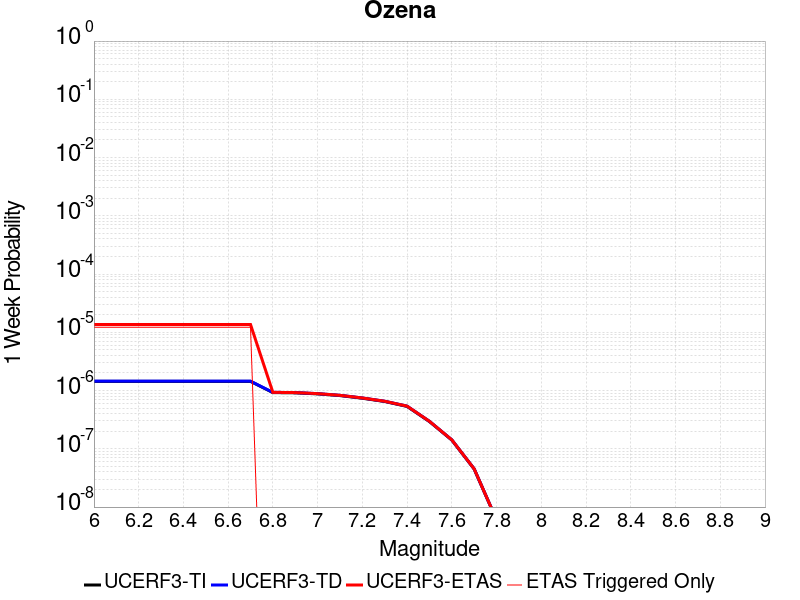 Ozena
10^0
10^-1
10^-2
10^-3
10^-4
10^-5
10^-6
10^-7
10^-8
1 Week Probability
6 6.2 6.4 6.6 6.8 7 7.2 7.4 7.6 7.8 8 8.2 8.4 8.6 8.8 9
Magnitude
UCERF3-TI UCERF3-TD UCERF3-ETAS ETAS Triggered Only